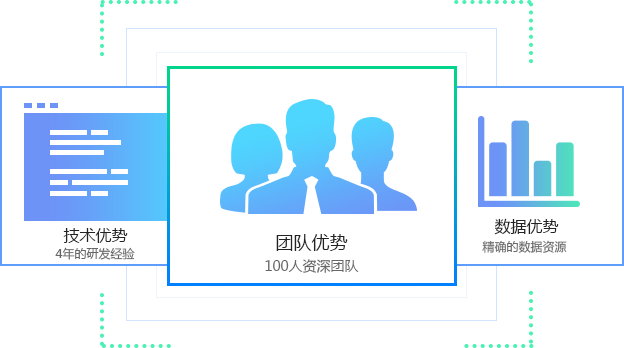 技术优势
4年的研发经验
团队优势
100人资深团队
数据优势
精确的数据资源